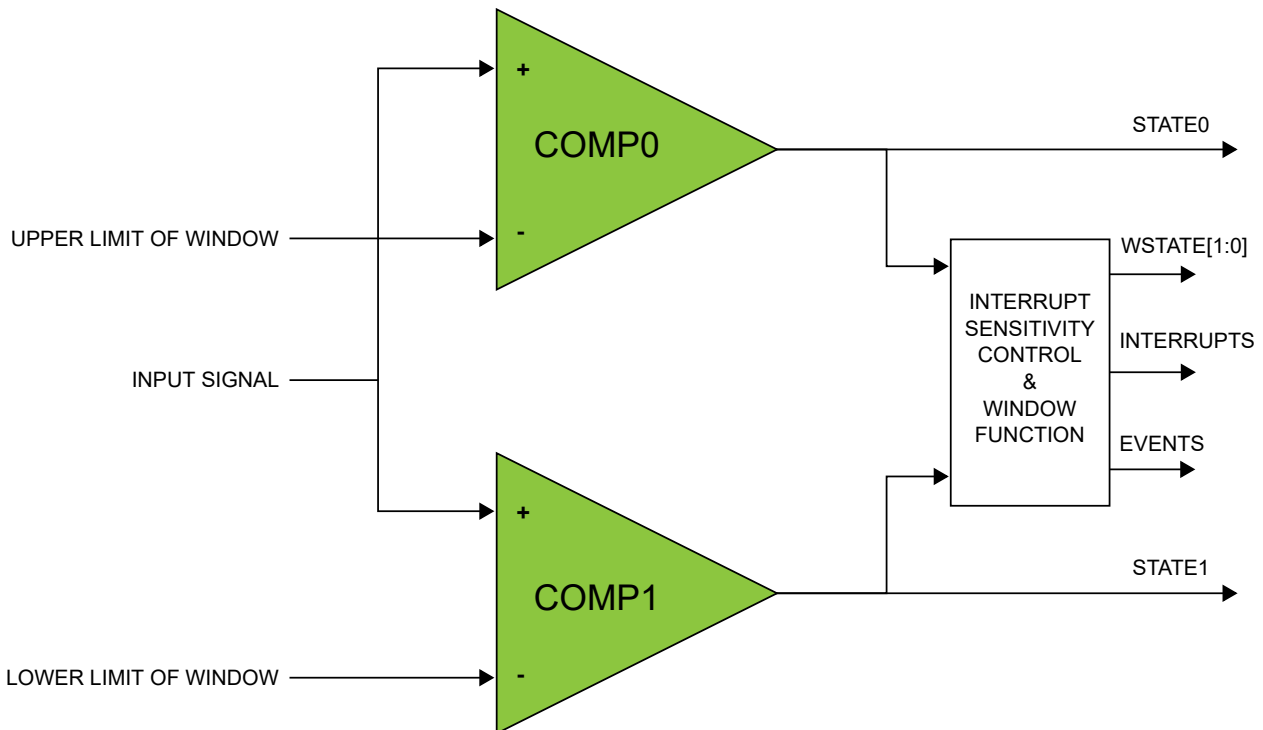 +
COMP0
-
STATE0
UPPER LIMIT OF WINDOW
WSTATE[1:0]
INTERRUPT
SENSITIVITY
CONTROL
&
WINDOW
FUNCTION
INTERRUPTS
EVENTS
INPUT SIGNAL
+
COMP1
-
STATE1
LOWER LIMIT OF WINDOW